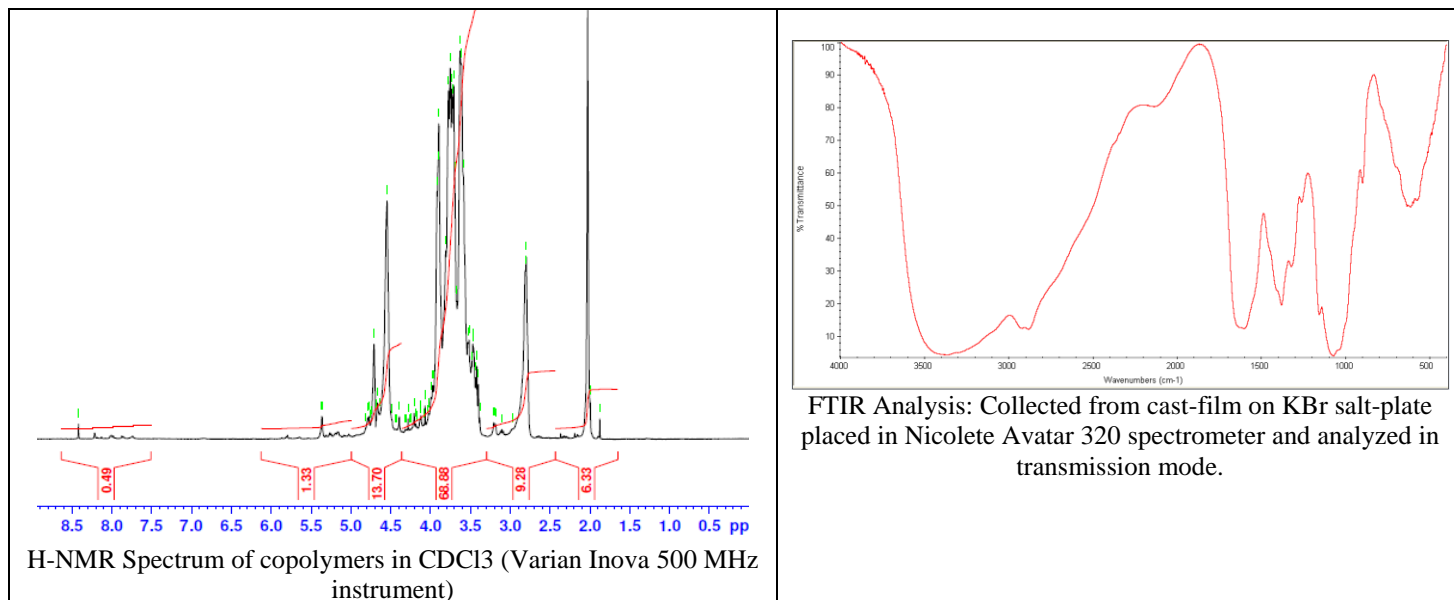 0.49
1.33
13.70
68.88
9.28
6.33
8.5 8.0 7.5 7.0 6.5 6.0 5.5 5.0 4.5 4.0 3.5 3.0 2.5 2.0 1.5 1.0 0.5 pp
H-NMR Spectrum of copolymers in CDCl3 (Varian Inova 500 MHz
instrument)
100
90
80
70
60
50
40
30
20
10
%Transmittance
4000 3000 2000 1500 1000 500
Wavenumbers (cm-1)
FTIR Analysis: Collected from cast-film on KBr salt-plate
placed in Nicolete Avatar 320 spectrometer and analyzed in
transmission mode.